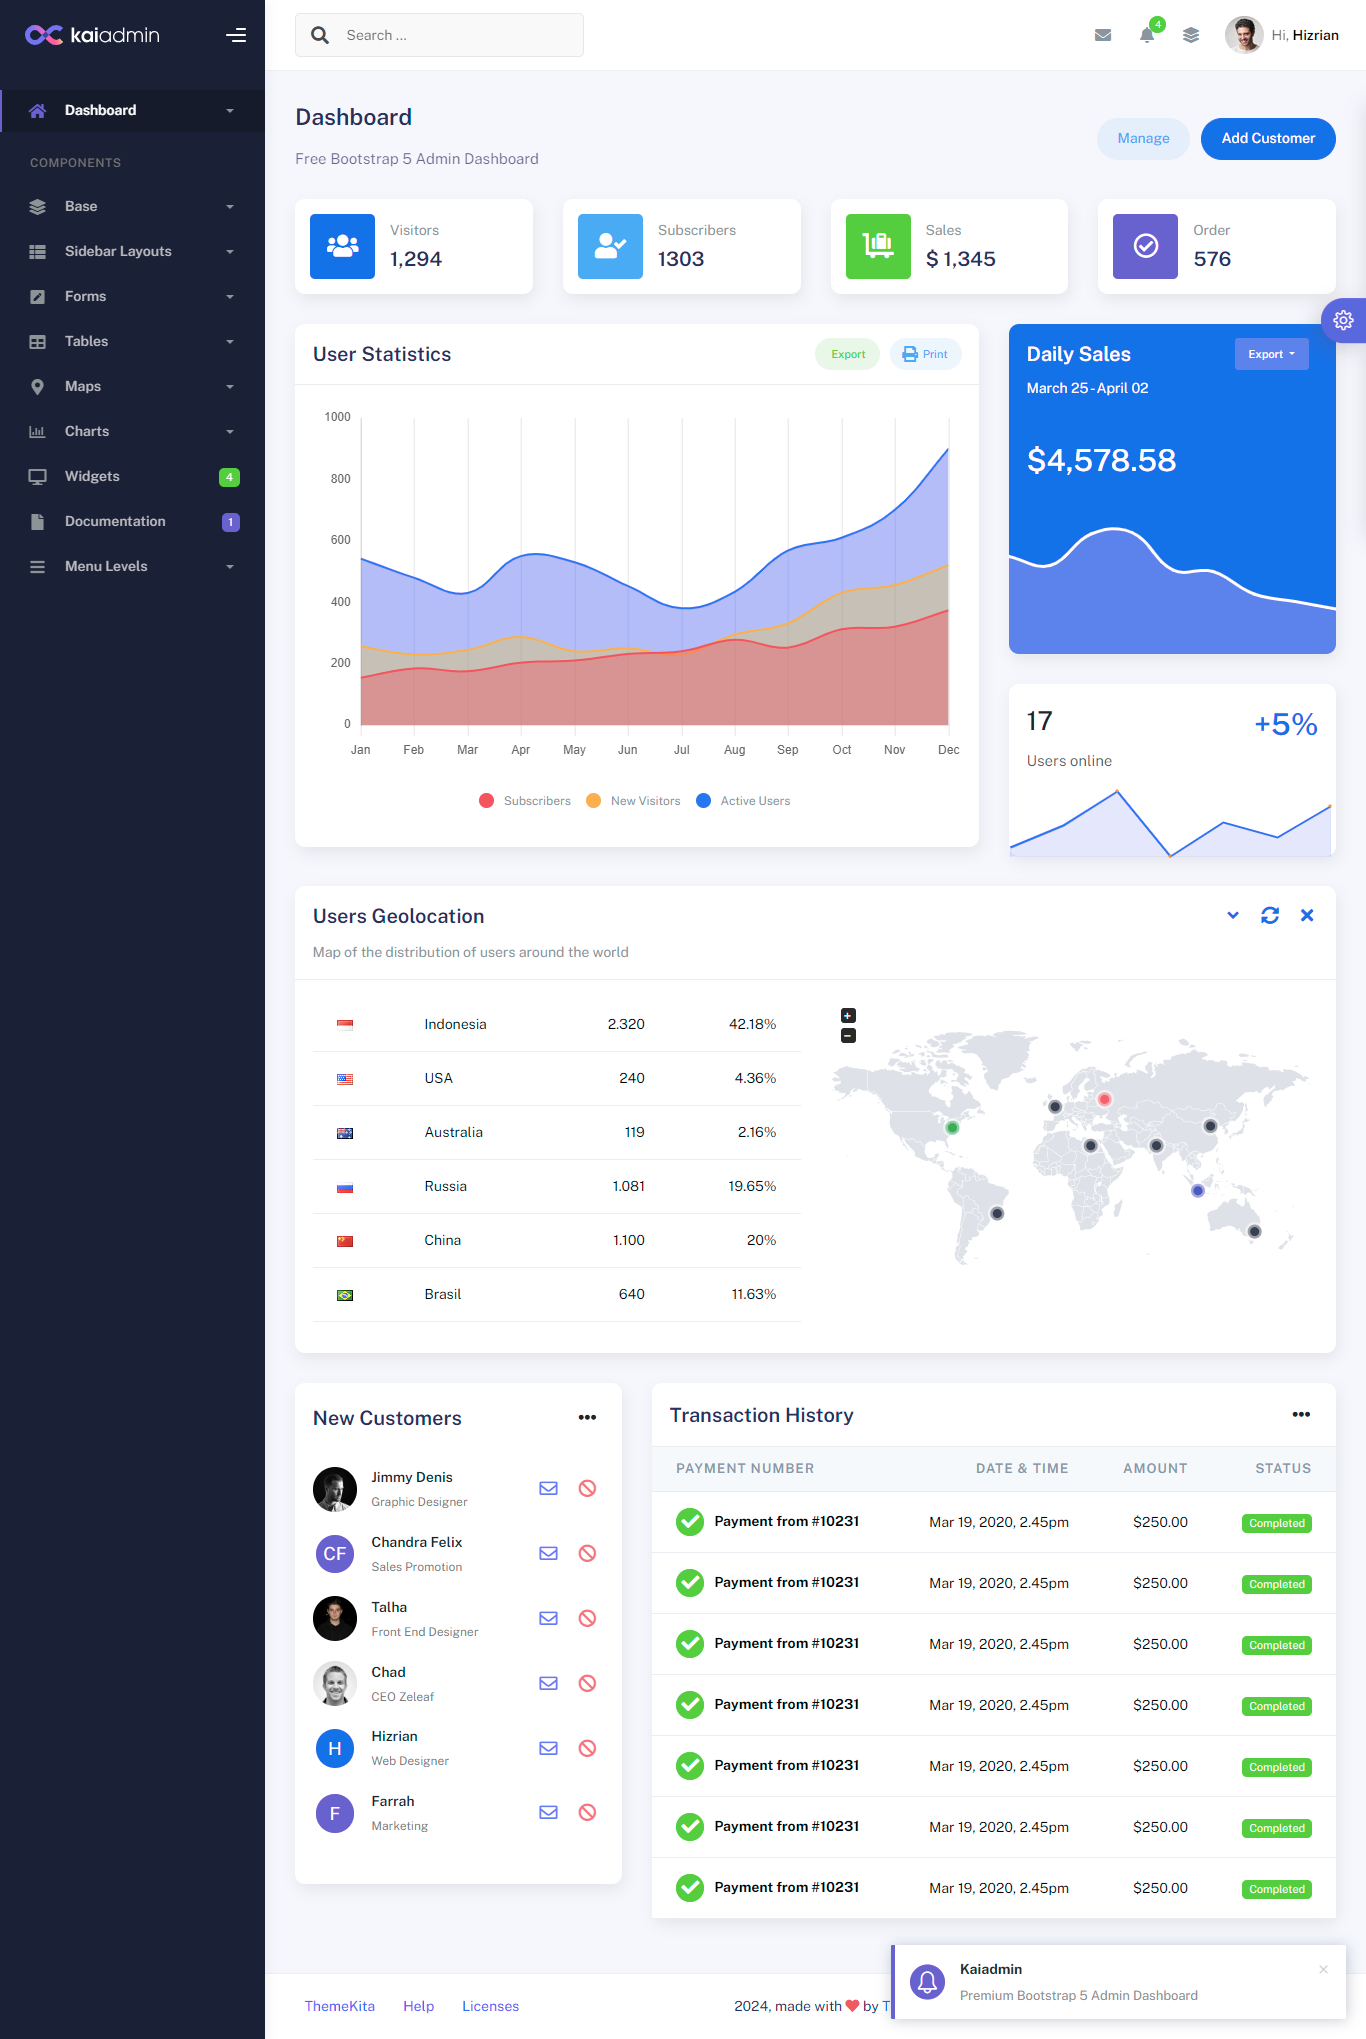 kaiadmin
Search ...
4
Hi, Hizrian
Dashboard
COMPONENTS
Base
Sidebar Layouts
Forms
Tables
Maps
Charts
Widgets 4
Documentation 1
Menu Levels
Dashboard
Free Bootstrap 5 Admin Dashboard
Manage
Add Customer
Visitors
1,294
Subscribers
1303
Sales
$ 1,345
Order
576
User Statistics
Export
Print
1000
800
600
400
200
0
Jan Feb Mar Apr May Jun Jul Aug Sep Oct Nov Dec
Subscribers New Visitors Active Users
Daily Sales
Export
March 25 - April 02
$4,578.58
17
+5%
Users online
Users Geolocation
Map of the distribution of users around the world
Indonesia 2.320 42.18%
USA 240 4.36%
Australia 119 2.16%
Russia 1.081 19.65%
China 1.100 20%
Brasil 640 11.63%
+
−
New Customers
Jimmy Denis
Graphic Designer
CF
Chandra Felix
Sales Promotion
Talha
Front End Designer
Chad
CEO Zeleaf
H
Hizrian
Web Designer
F
Farrah
Marketing
Transaction History
PAYMENT NUMBER DATE & TIME AMOUNT STATUS
Payment from #10231 Mar 19, 2020, 2.45pm $250.00 Completed
Payment from #10231 Mar 19, 2020, 2.45pm $250.00 Completed
Payment from #10231 Mar 19, 2020, 2.45pm $250.00 Completed
Payment from #10231 Mar 19, 2020, 2.45pm $250.00 Completed
Payment from #10231 Mar 19, 2020, 2.45pm $250.00 Completed
Payment from #10231 Mar 19, 2020, 2.45pm $250.00 Completed
Payment from #10231 Mar 19, 2020, 2.45pm $250.00 Completed
ThemeKita Help Licenses
2024, made with by
Kaiadmin
×
Premium Bootstrap 5 Admin Dashboard